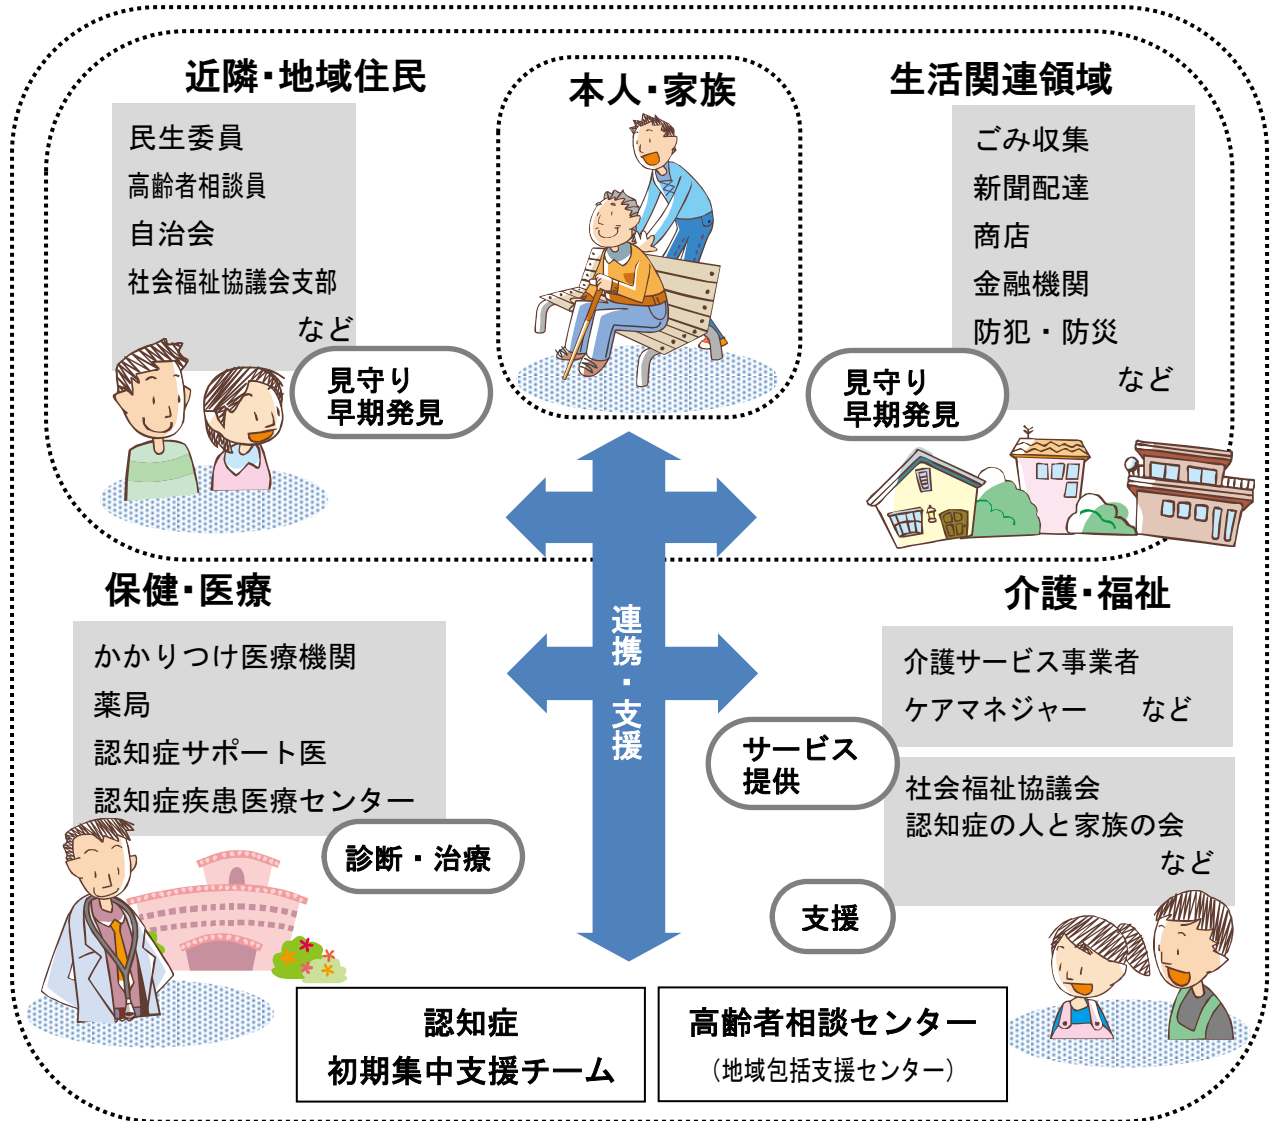 近隣・地域住民
民生委員
高齢者相談員
自治会
社会福祉協議会支部
など
見守り
早期発見
本人・家族
生活関連領域
ごみ収集
新聞配達
商店
金融機関
防犯・防災
など
見守り
早期発見
連携・支援
保健・医療
かかりつけ医療機関
薬局
認知症サポート医
認知症疾患医療センター
診断・治療
介護・福祉
介護サービス事業者
ケアマネジャー　など
サービス
提供
社会福祉協議会
認知症の人と家族の会
など
支援
認知症
初期集中支援チーム
高齢者相談センター
（地域包括支援センター）